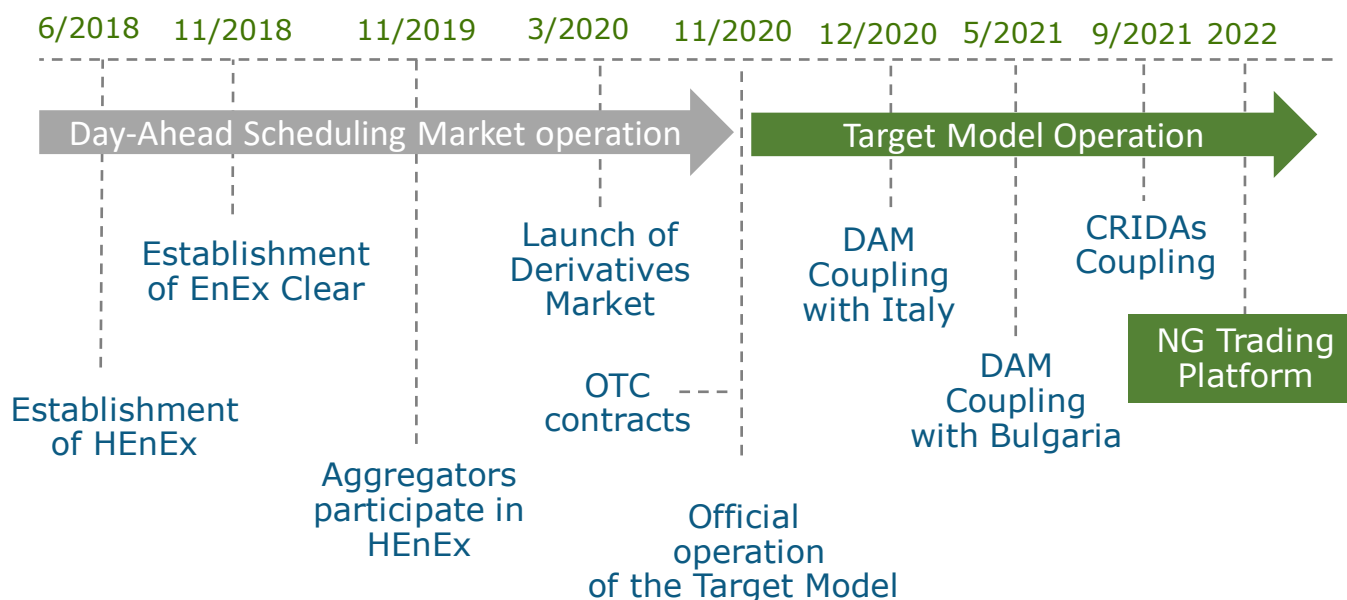 6/2018 11/2018 11/2019 3/2020 11/2020 12/2020 5/2021 9/2021 2022
Day-Ahead Scheduling Market operation
Target Model Operation
Establishment
of HEnEx
Establishment
of EnEx Clear
Aggregators
participate in
HEnEx
Launch of
Derivatives
Market
OTC
contracts
Official
operation
of the Target Model
DAM
Coupling
with Italy
DAM
Coupling
with Bulgaria
CRIDAs
Coupling
NG Trading
Platform